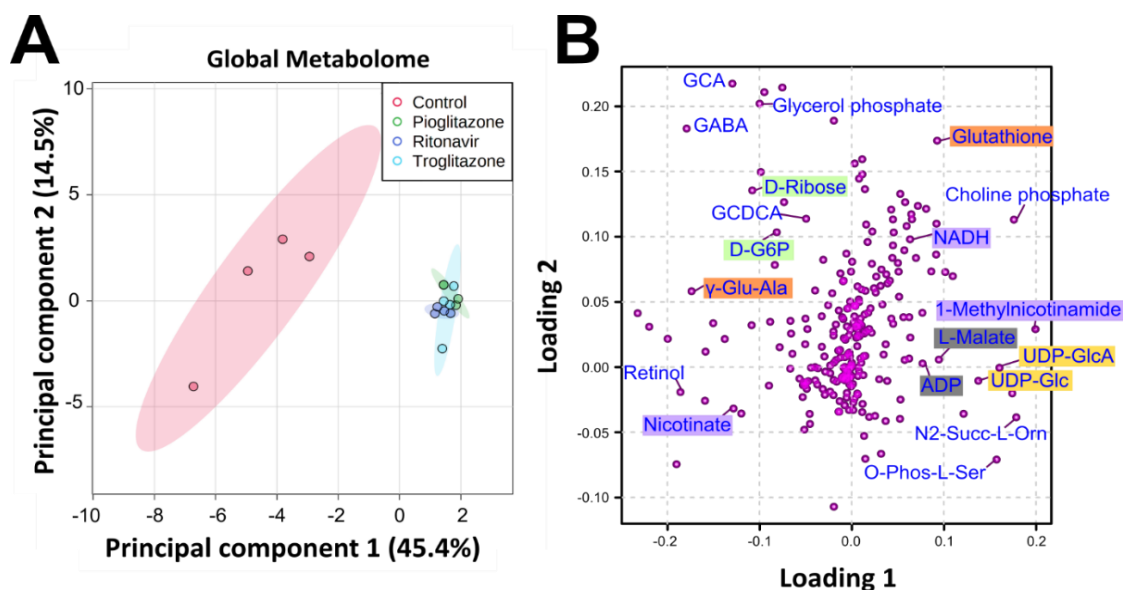 A
Global Metabolome
10
5
0
-5
-10
-8
-6
-4
-2
0
2
Principal component 2 (14.5%)
Principal component 1 (45.4%)
Control
Pioglitazone
Ritonavir
Troglitazone
B
0.20
0.15
0.10
0.05
0.00
-0.05
-0.10
-0.2
-0.1
0.0
0.1
0.2
Loading 2
Loading 1
GCA
Glycerol phosphate
GABA
Glutathione
D-Ribose
Choline phosphate
GCDCA
NADH
D-G6P
γ-Glu-Ala
1-Methylnicotinamide
L-Malate
UDP-GlcA
Retinol
ADP
UDP-Glc
Nicotinate
N2-Succ-L-Orn
O-Phos-L-Ser